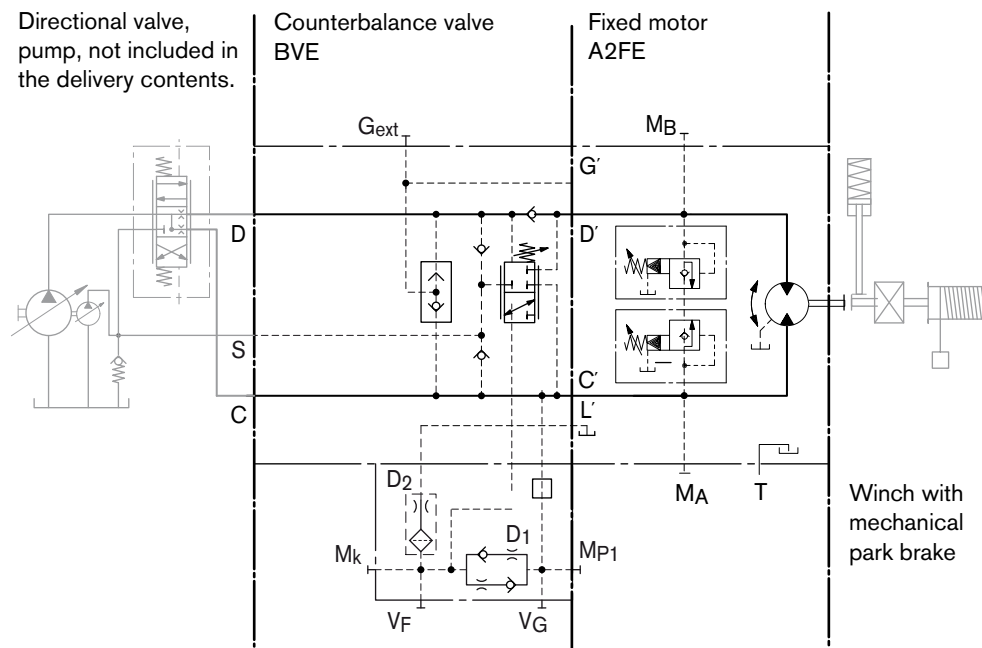 Directional valve,
pump, not included in
the delivery contents.
Counterbalance valve
BVE
Fixed motor
A2FE
Gext
MB
G'
D
D'
S
C'
C
L'
D2
MA
T
D1
Mk
MP1
VF
VG
Winch with
mechanical
park brake